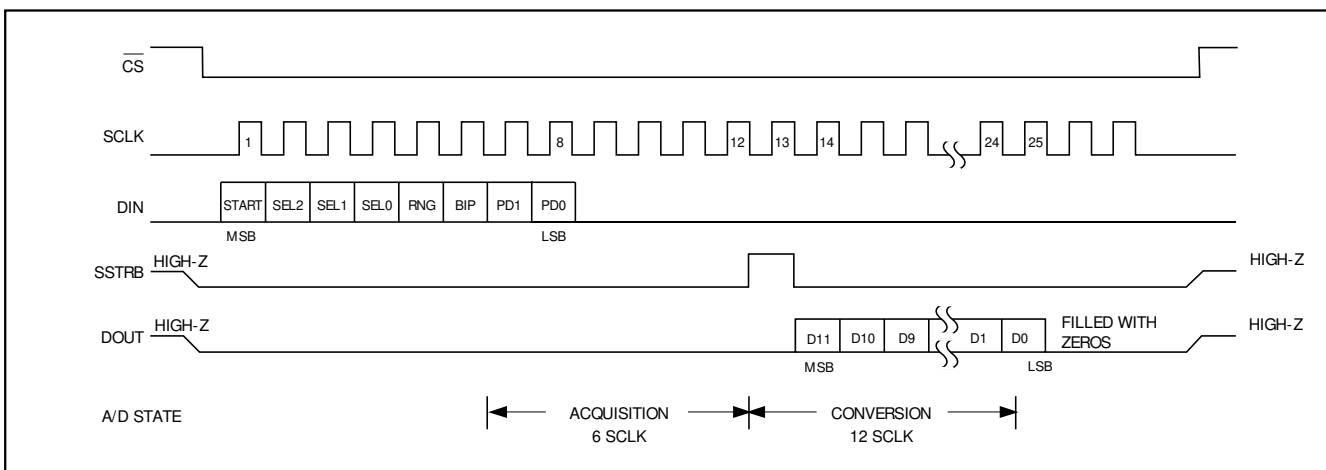 CS
SCLK
1 8 12 13 14 24 25
DIN
START SEL2 SEL1 SEL0 RNG BIP PD1 PD0
MSB LSB
SSTRB HIGH-Z HIGH-Z
DOUT HIGH-Z HIGH-Z
D11 D10 D9 D1 D0
FILLED WITH
ZEROS
MSB LSB
A/D STATE
ACQUISITION
6 SCLK
CONVERSION
12 SCLK